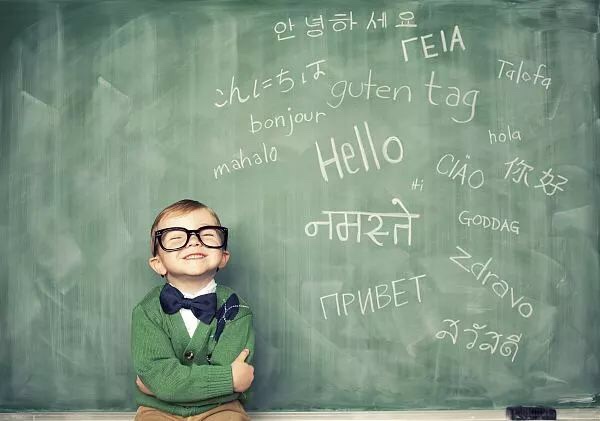 안녕하세요
ΓΕΙΑ
Talofa
こんにちは
guten tag
bonjour
hola
Hello
mahalo
CIÃO
你好
Hi
नमस्ते
GODDAG
Zdravo
ПРИВЕТ
สวัสดี